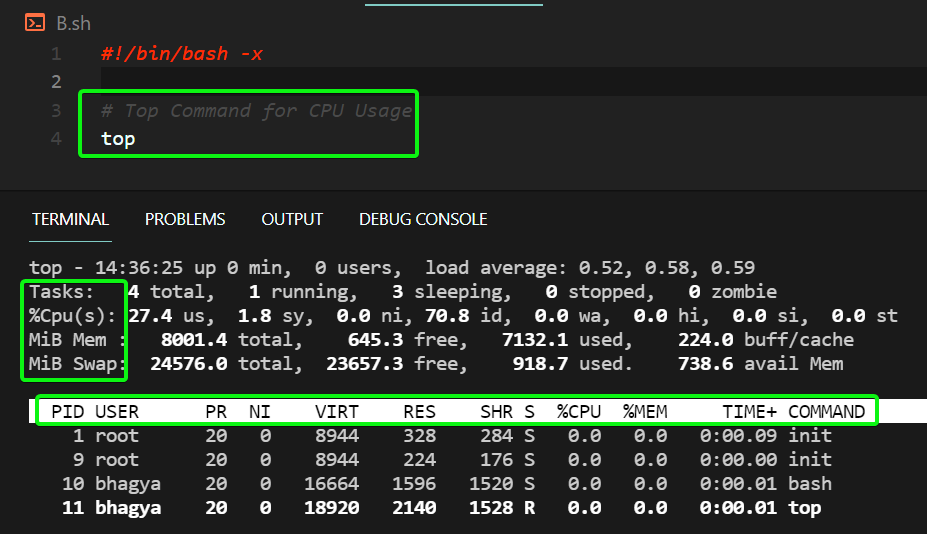 B.sh
1 #!/bin/bash -x
2
3 # Top Command for CPU Usage
4 top
TERMINAL PROBLEMS OUTPUT DEBUG CONSOLE
top - 14:36:25 up 0 min, 0 users, load average: 0.52, 0.58, 0.59
Tasks: 4 total, 1 running, 3 sleeping, 0 stopped, 0 zombie
%Cpu(s): 27.4 us, 1.8 sy, 0.0 ni, 70.8 id, 0.0 wa, 0.0 hi, 0.0 si, 0.0 st
MiB Mem : 8001.4 total, 645.3 free, 7132.1 used, 224.0 buff/cache
MiB Swap: 24576.0 total, 23657.3 free, 918.7 used. 738.6 avail Mem
PID USER PR NI VIRT RES SHR S %CPU %MEM TIME+ COMMAND
1 root 20 0 8944 328 284 S 0.0 0.0 0:00.09 init
9 root 20 0 8944 224 176 S 0.0 0.0 0:00.00 init
10 bhagya 20 0 16664 1596 1520 S 0.0 0.0 0:00.01 bash
11 bhagya 20 0 18920 2140 1528 R 0.0 0.0 0:00.01 top